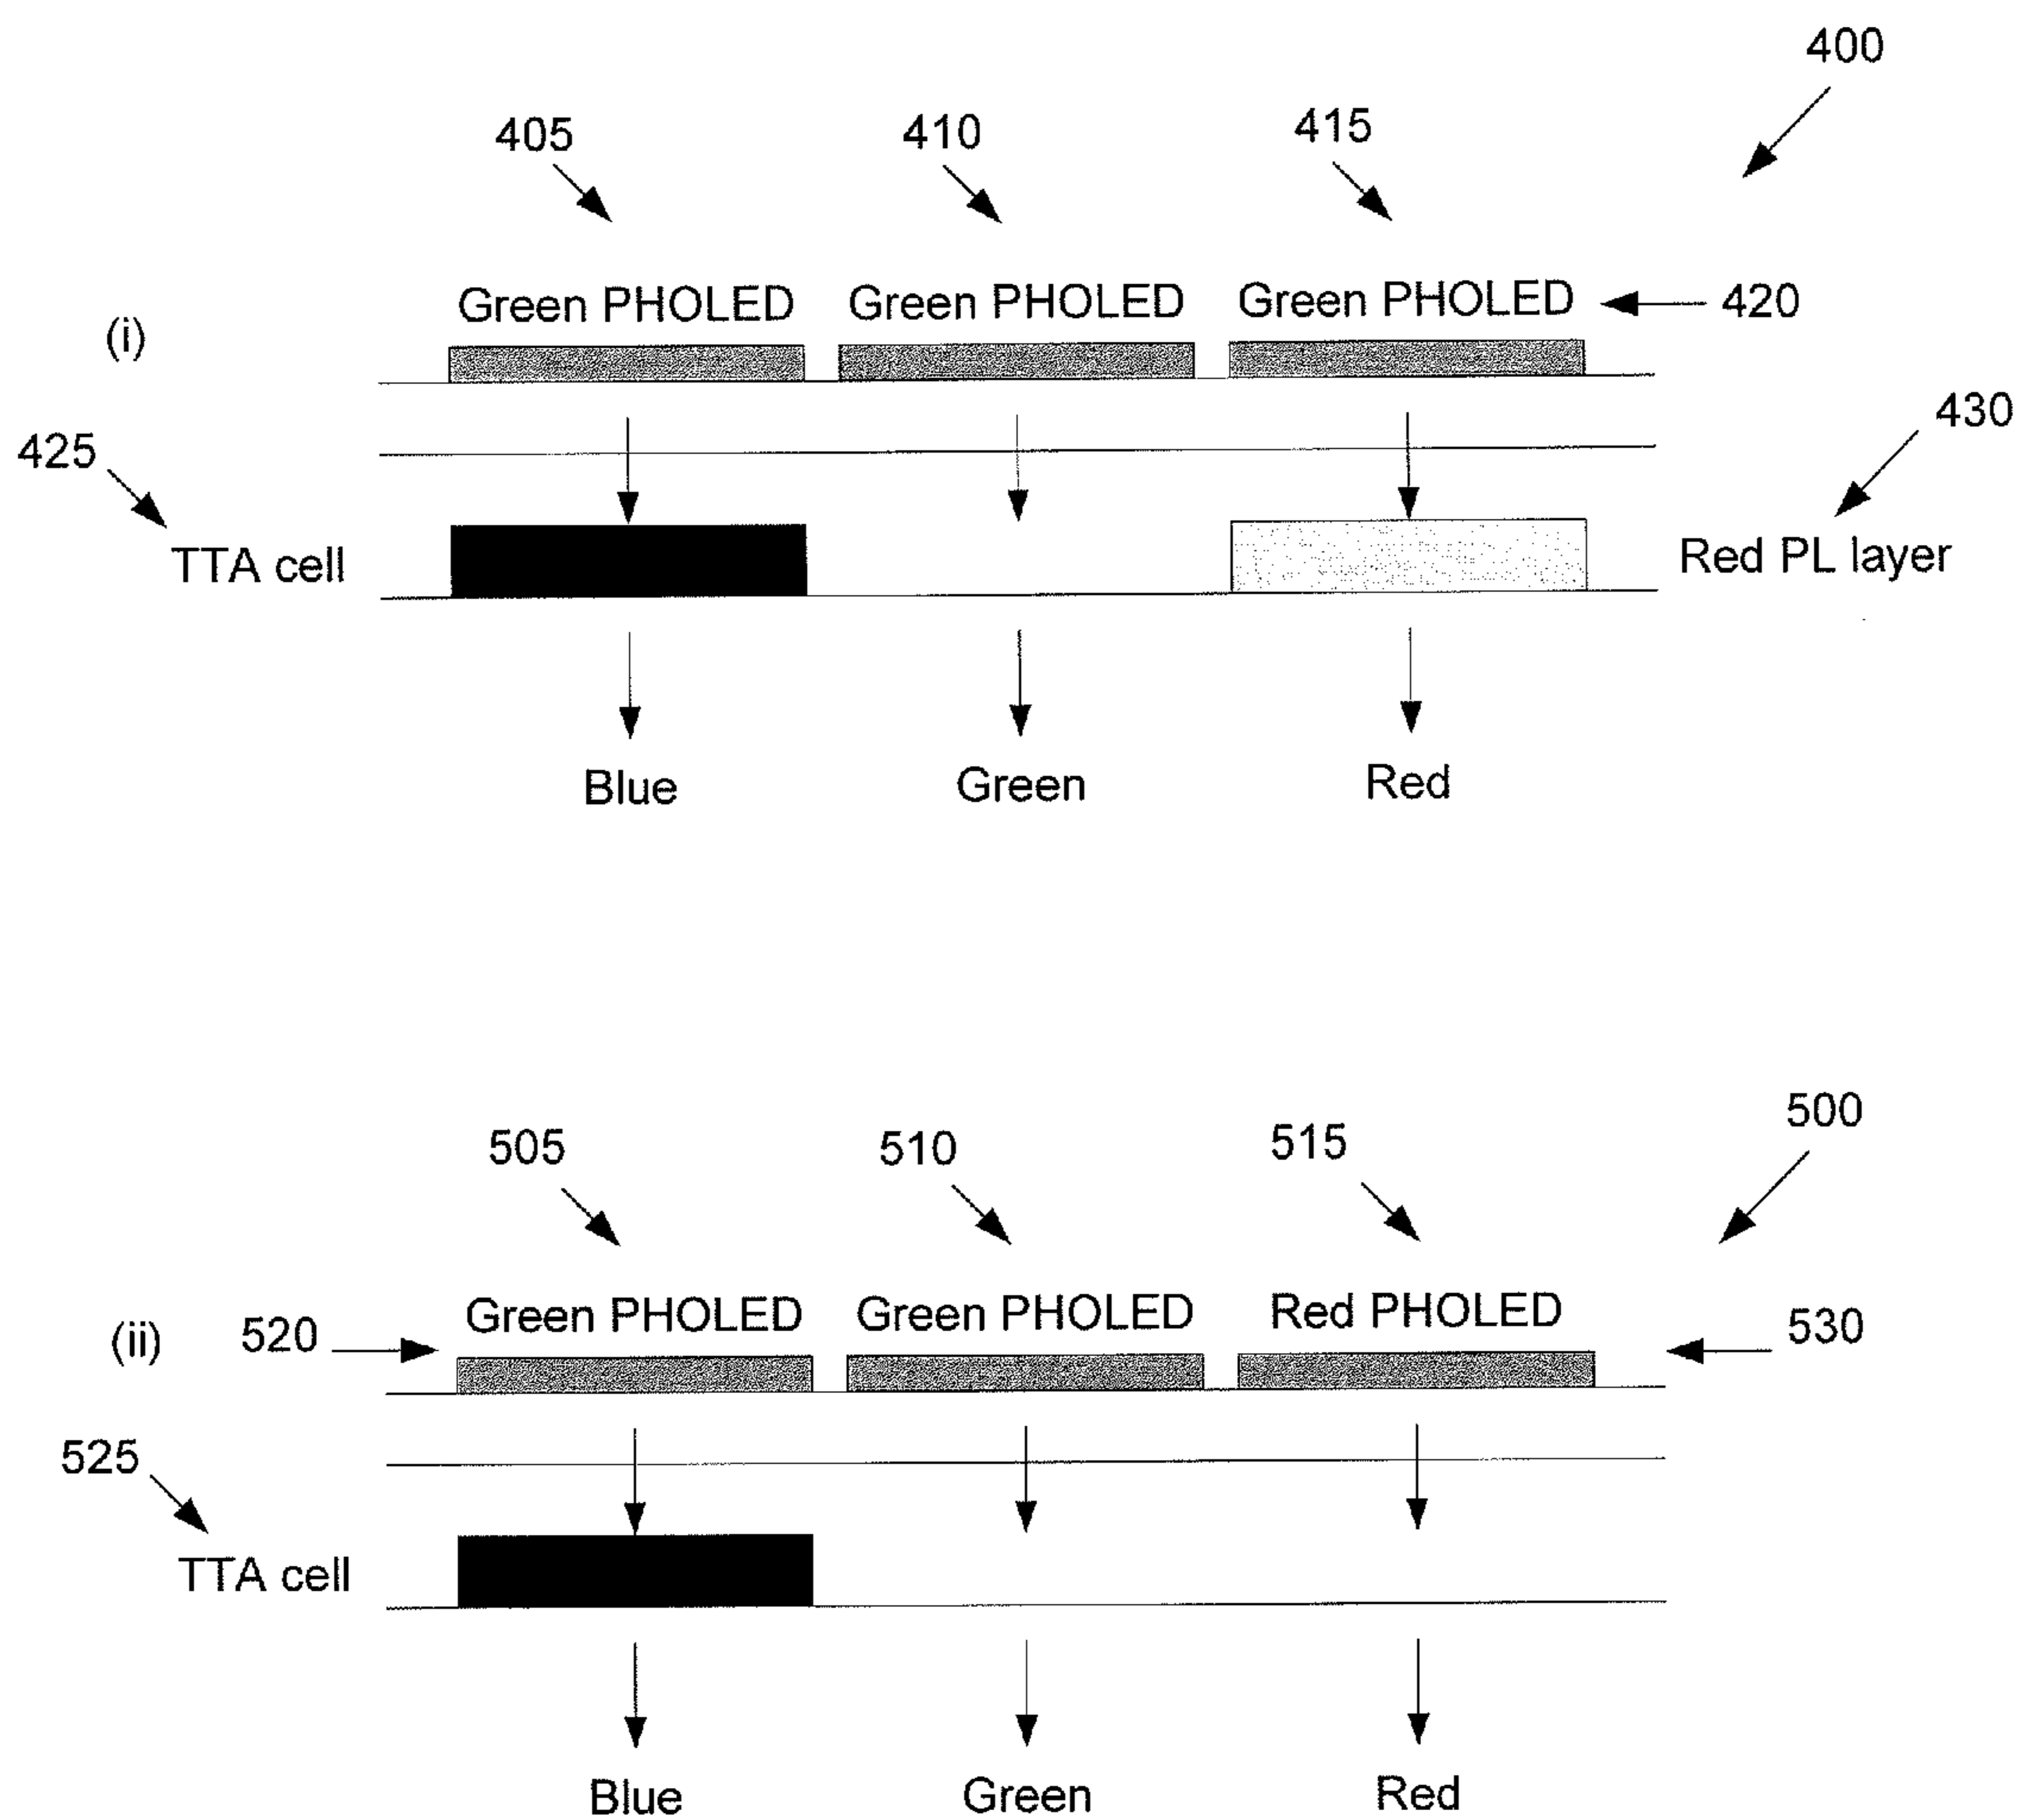 400
405 410 415
Green PHOLED Green PHOLED Green PHOLED 420
(i)
425 430
TTA cell Red PL layer
Blue Green Red
500
505 510 515
Green PHOLED Green PHOLED Red PHOLED
(ii) 520 530
525
TTA cell
Blue Green Red